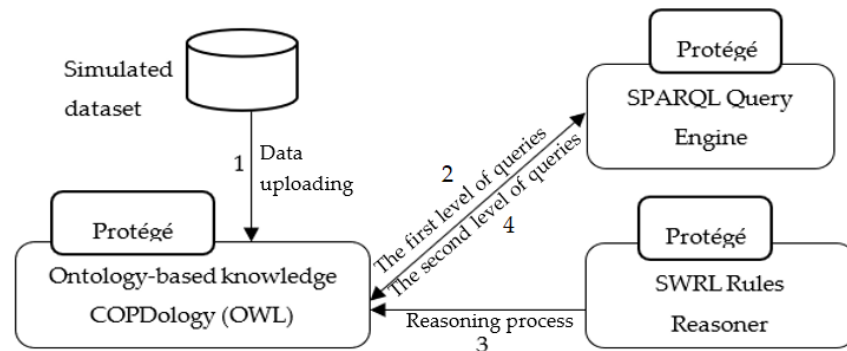 Simulated
dataset
1
Data
uploading
Protégé
Ontology-based knowledge
COPDology (OWL)
2
The first level of queries
The second level of queries
4
Protégé
SPARQL Query
Engine
Protégé
SWRL Rules
Reasoner
Reasoning process
3